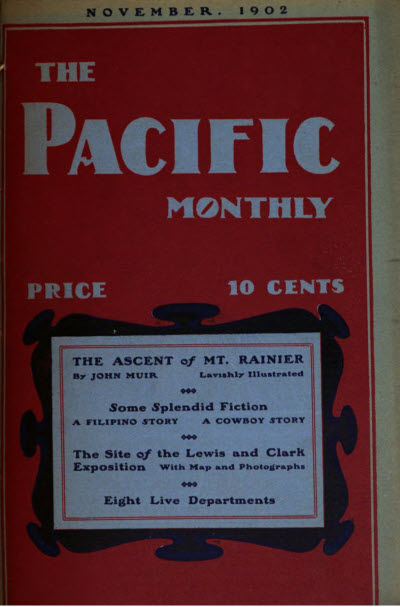 NOVEMBER. 1902
THE
PACIFIC
MONTHLY
PRICE 10 CENTS
THE ASCENT of MT. RAINIER
By JOHN MUIR Lavishly Illustrated
Some Splendid Fiction
A FILIPINO STORY A COWBOY STORY
The Site of the Lewis and Clark
Exposition With Map and Photographs
Eight Live Departments